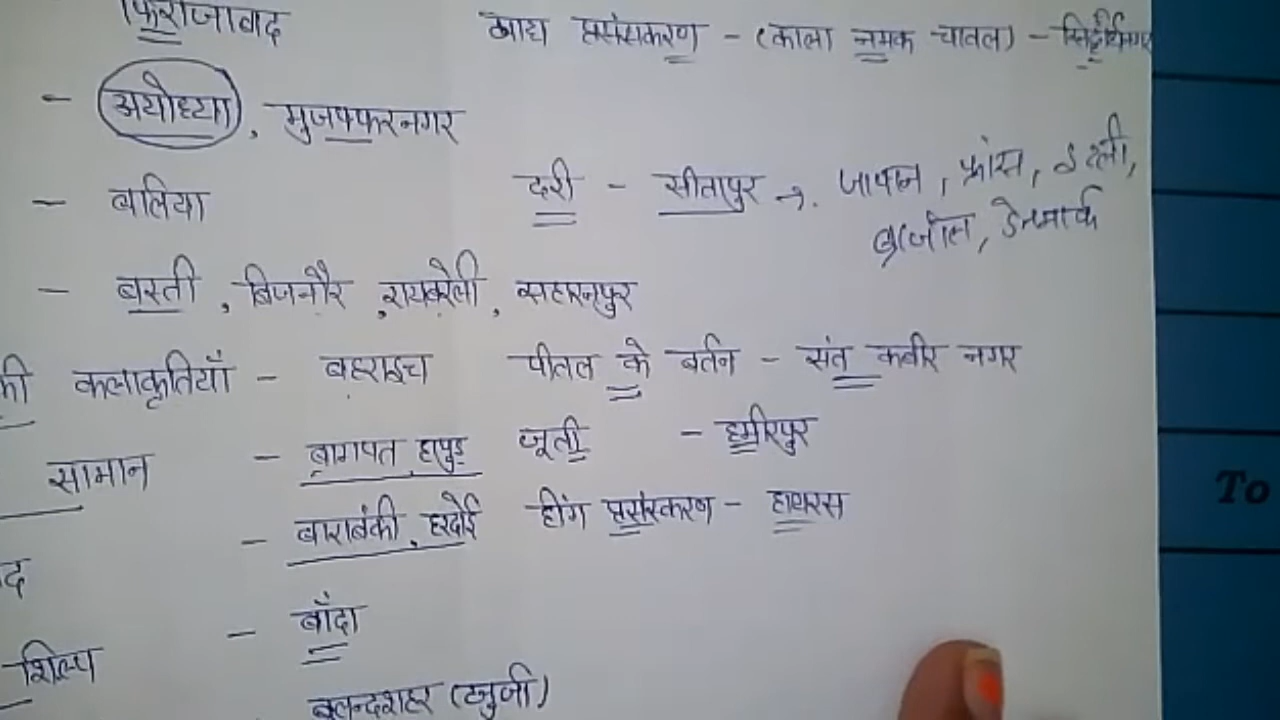 फिरोजाबाद खाद्य प्रसंस्करण - (काला नमक चावल) - सिद्धार्थनगर
- अयोध्या, मुजफ्फरनगर
- बलिया दरी - सीतापुर → जापान, फ्रांस, इटली,
ब्राजील, डेनमार्क
- बस्ती, बिजनौर, रायबरेली, सहारनपुर
की कलाकृतियाँ - बहराइच पीतल के बर्तन - संत कबीर नगर
सामान - बागपत, हापुड़ जूती - हमीरपुर
- बाराबंकी, हरदोई हींग प्रसंस्करण - हाथरस
द
- बाँदा
शिल्प
बुलन्दशहर (खुर्जा)
To